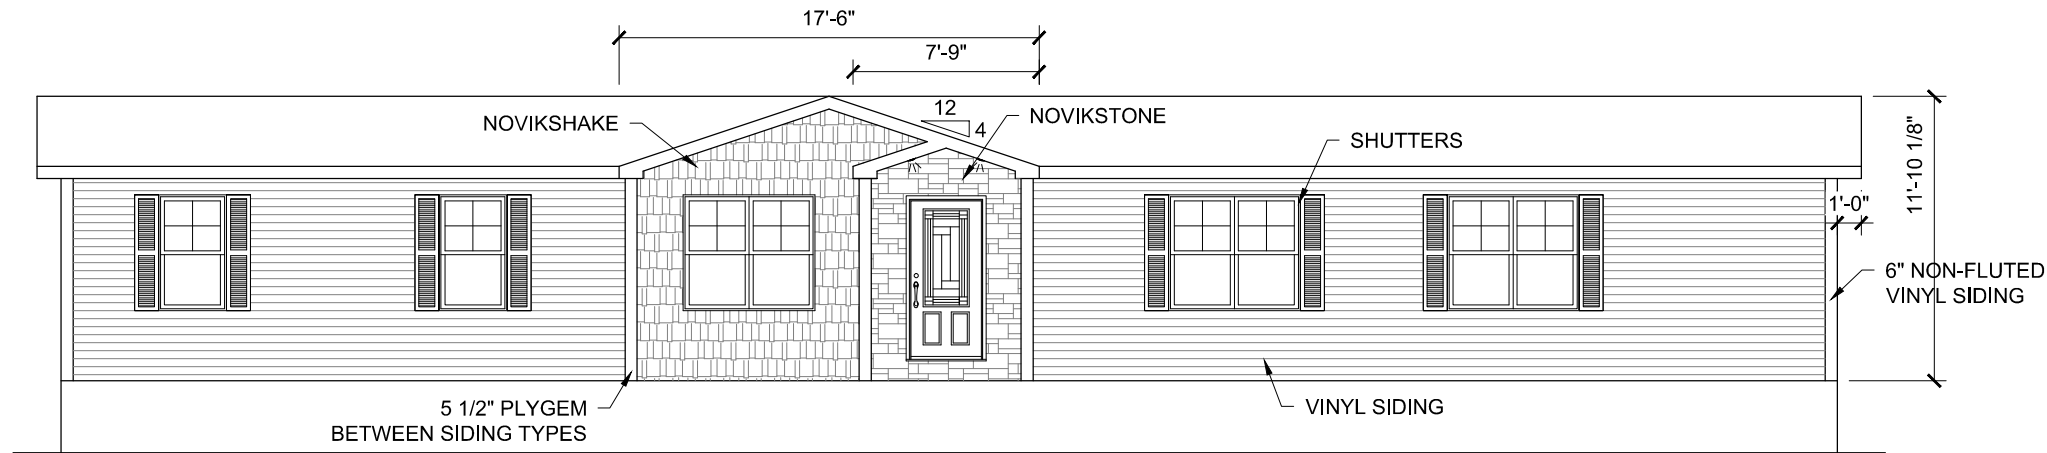 17'-6"
7'-9"
NOVIKSHAKE
12
4
NOVIKSTONE
SHUTTERS
11'-10 1/8"
1'-0"
6" NON-FLUTED
VINYL SIDING
5 1/2" PLYGEM
BETWEEN SIDING TYPES
VINYL SIDING